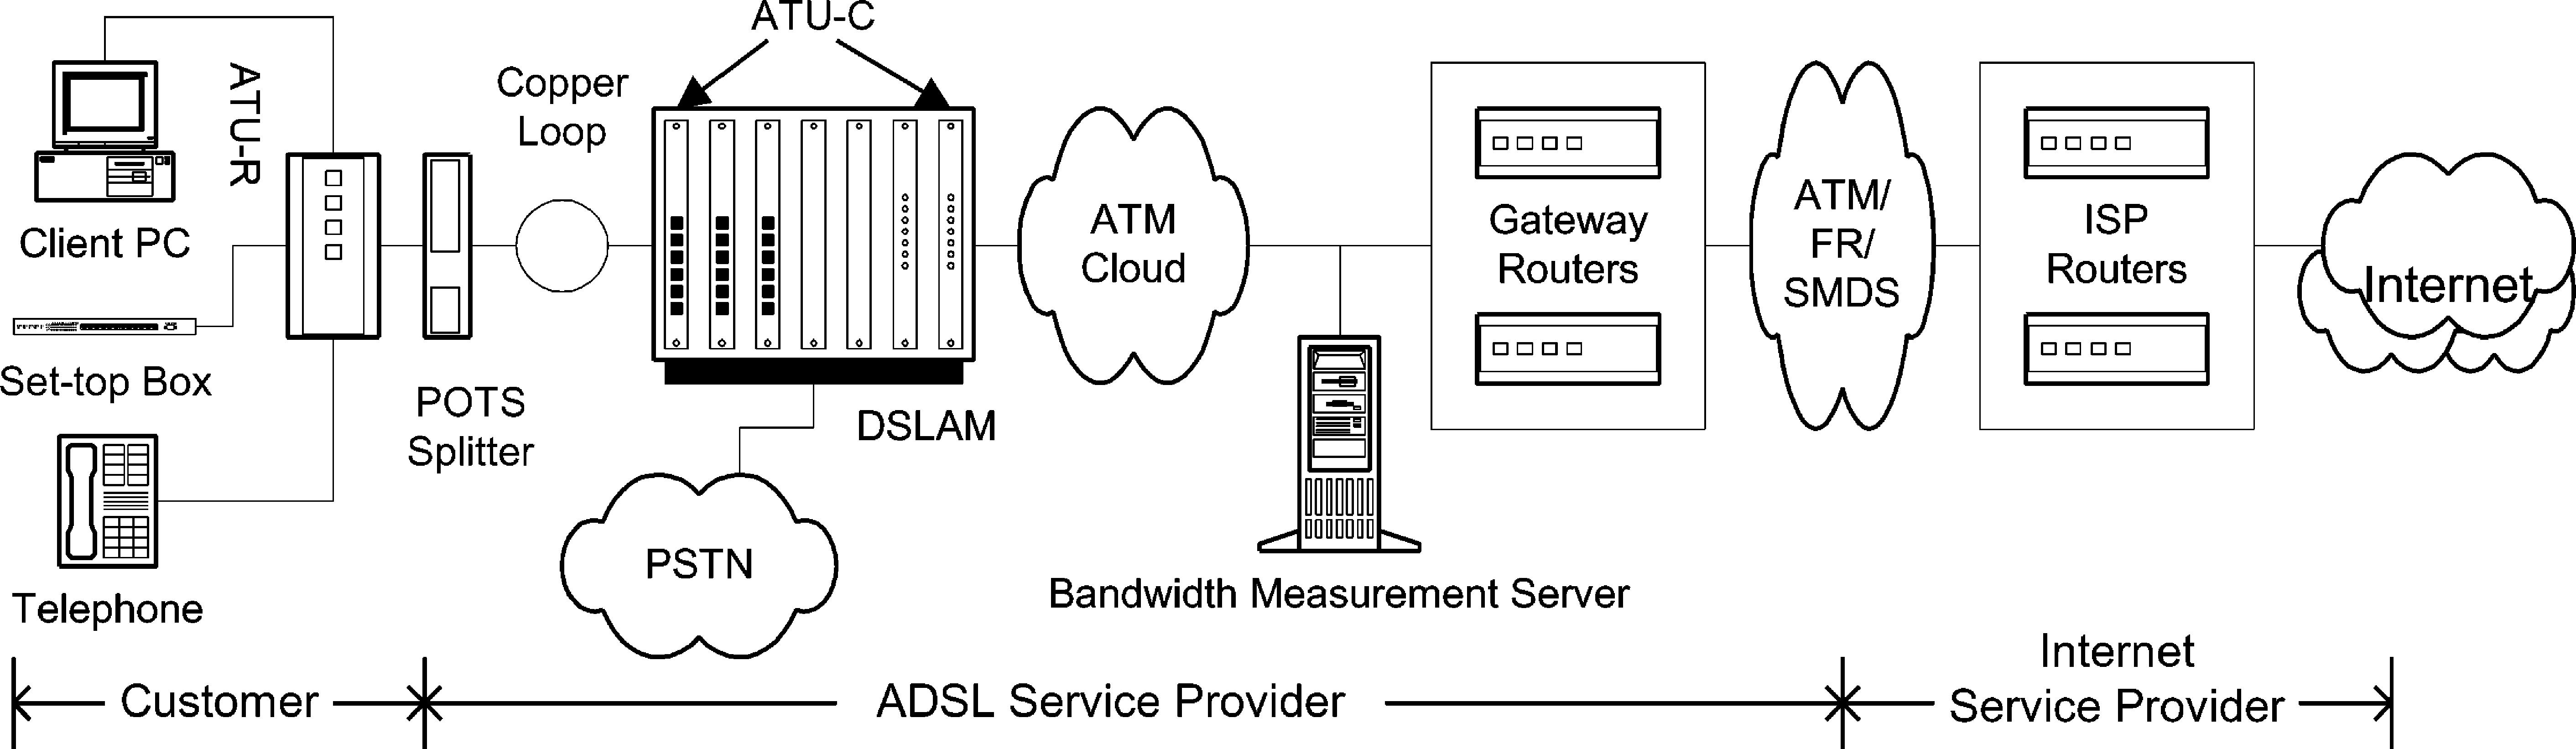 ATU-C
ATU-R
Copper
Loop
Client PC
Set-top Box
Telephone
POTS
Splitter
DSLAM
PSTN
ATM
Cloud
Bandwidth Measurement Server
Gateway
Routers
ATM/
FR/
SMDS
ISP
Routers
Internet
Customer
ADSL Service Provider
Internet
Service Provider